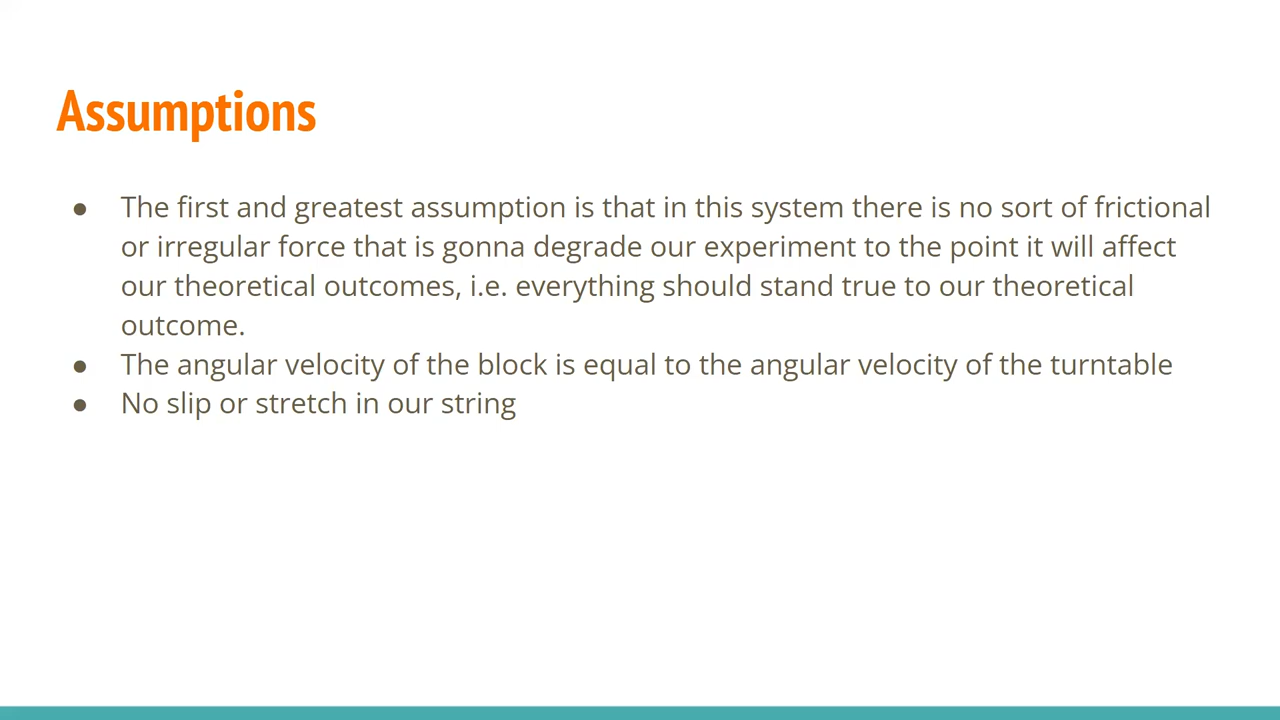 Assumptions
● The first and greatest assumption is that in this system there is no sort of frictional
or irregular force that is gonna degrade our experiment to the point it will affect
our theoretical outcomes, i.e. everything should stand true to our theoretical
outcome.
● The angular velocity of the block is equal to the angular velocity of the turntable
● No slip or stretch in our string